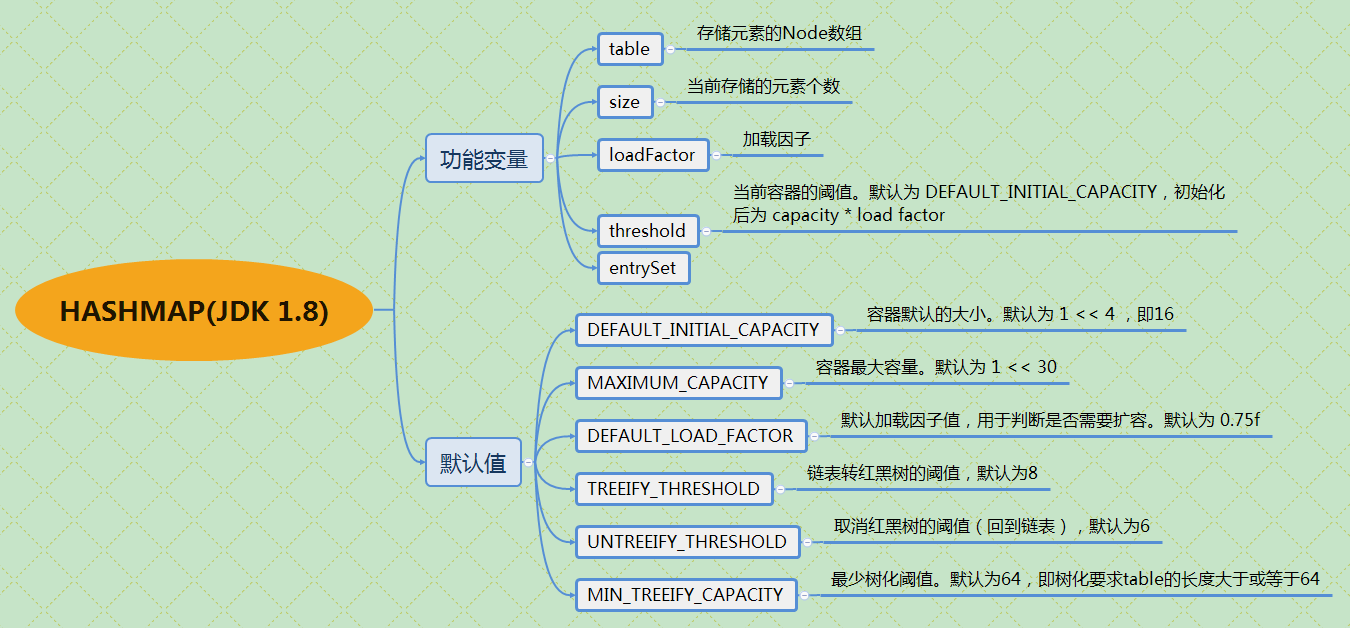 HASHMAP(JDK 1.8)
功能变量
table
存储元素的Node数组
size
当前存储的元素个数
loadFactor
加载因子
threshold
当前容器的阈值。默认为 DEFAULT_INITIAL_CAPACITY，初始化
后为 capacity * load factor
entrySet
默认值
DEFAULT_INITIAL_CAPACITY
容器默认的大小。默认为 1 << 4 ，即16
MAXIMUM_CAPACITY
容器最大容量。默认为 1 << 30
DEFAULT_LOAD_FACTOR
默认加载因子值，用于判断是否需要扩容。默认为 0.75f
TREEIFY_THRESHOLD
链表转红黑树的阈值，默认为8
UNTREEIFY_THRESHOLD
取消红黑树的阈值（回到链表），默认为6
MIN_TREEIFY_CAPACITY
最少树化阈值。默认为64，即树化要求table的长度大于或等于64